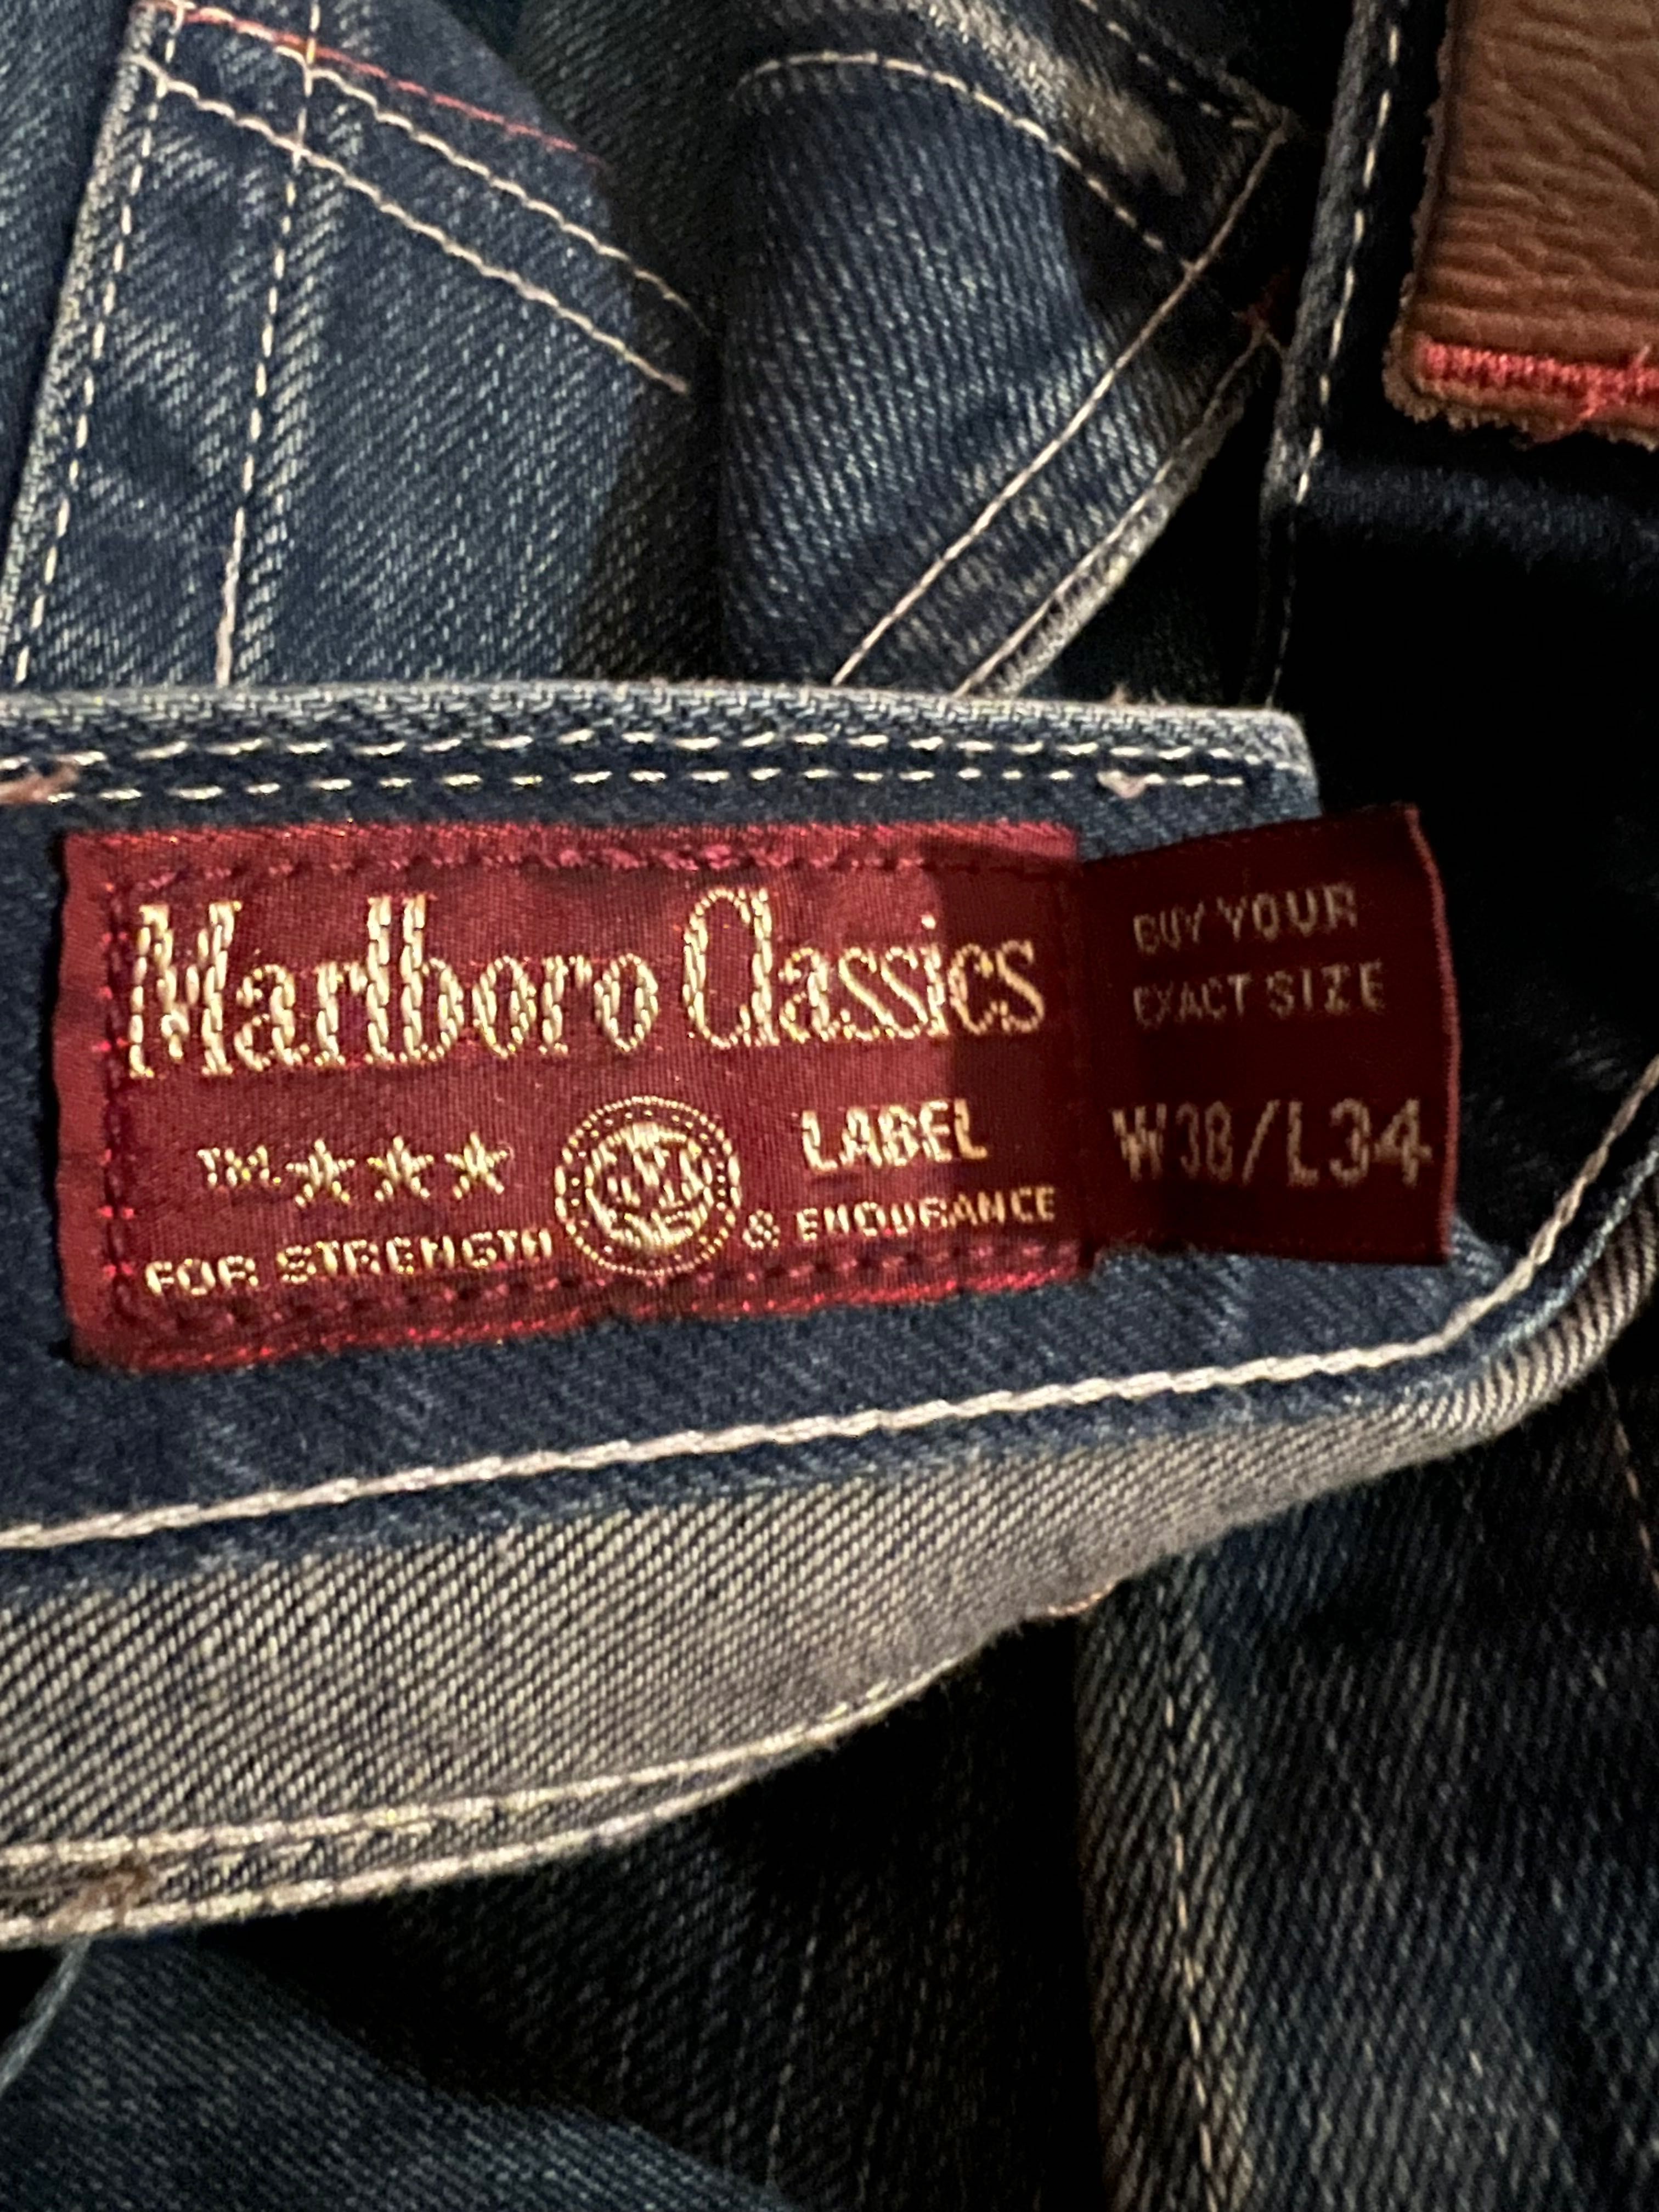 Marlboro Classics
TM ★★★ LABEL
FOR STRENGTH & ENDURANCE
BUY YOUR
EXACT SIZE
W38/L34